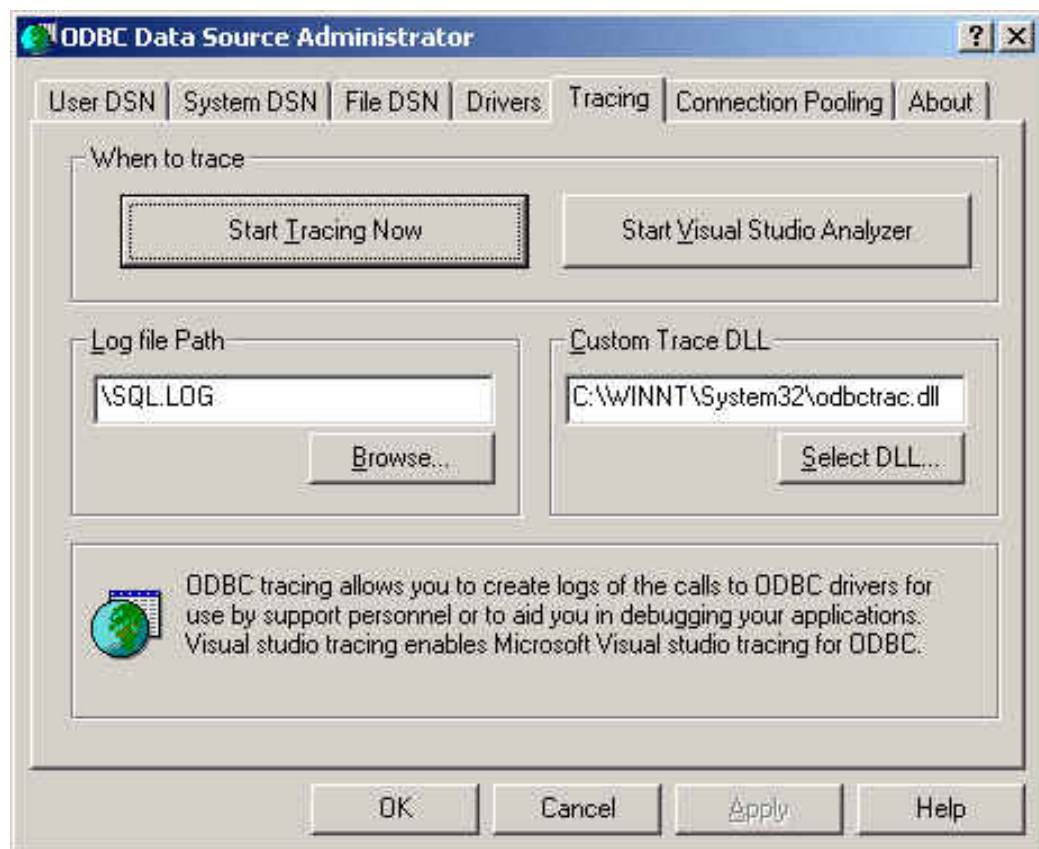 ODBC Data Source Administrator
User DSN System DSN File DSN Drivers Tracing Connection Pooling About
When to trace
Start Tracing Now Start Visual Studio Analyzer
Log file Path Custom Trace DLL
\SQL.LOG C:\WINNT\System32\odbctrac.dll
Browse... Select DLL...
ODBC tracing allows you to create logs of the calls to ODBC drivers for
use by support personnel or to aid you in debugging your applications.
Visual studio tracing enables Microsoft Visual studio tracing for ODBC.
OK Cancel Apply Help